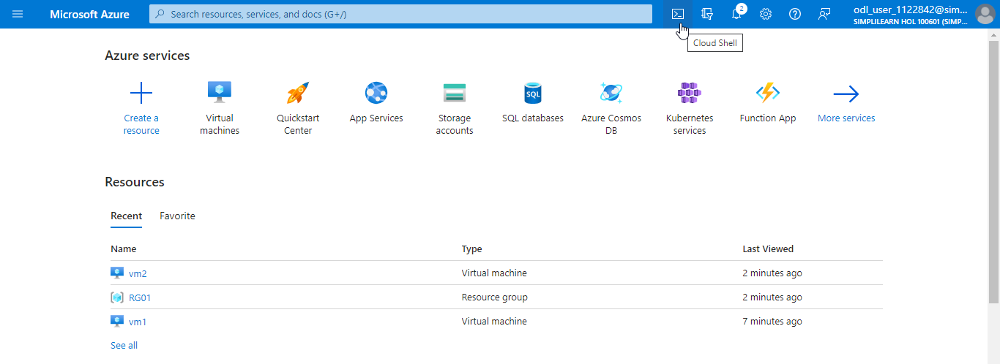 Microsoft Azure
Search resources, services, and docs (G+/)
2
odl_user_1122842@sim...
SIMPLILEARN HOL 100601 (SIMP...
Cloud Shell
Azure services
Create a
resource
Virtual
machines
Quickstart
Center
App Services
Storage
accounts
SQL
SQL databases
Azure Cosmos
DB
Kubernetes
services
Function App
More services
Resources
Recent Favorite
Name Type Last Viewed
vm2 Virtual machine 2 minutes ago
RG01 Resource group 2 minutes ago
vm1 Virtual machine 7 minutes ago
See all